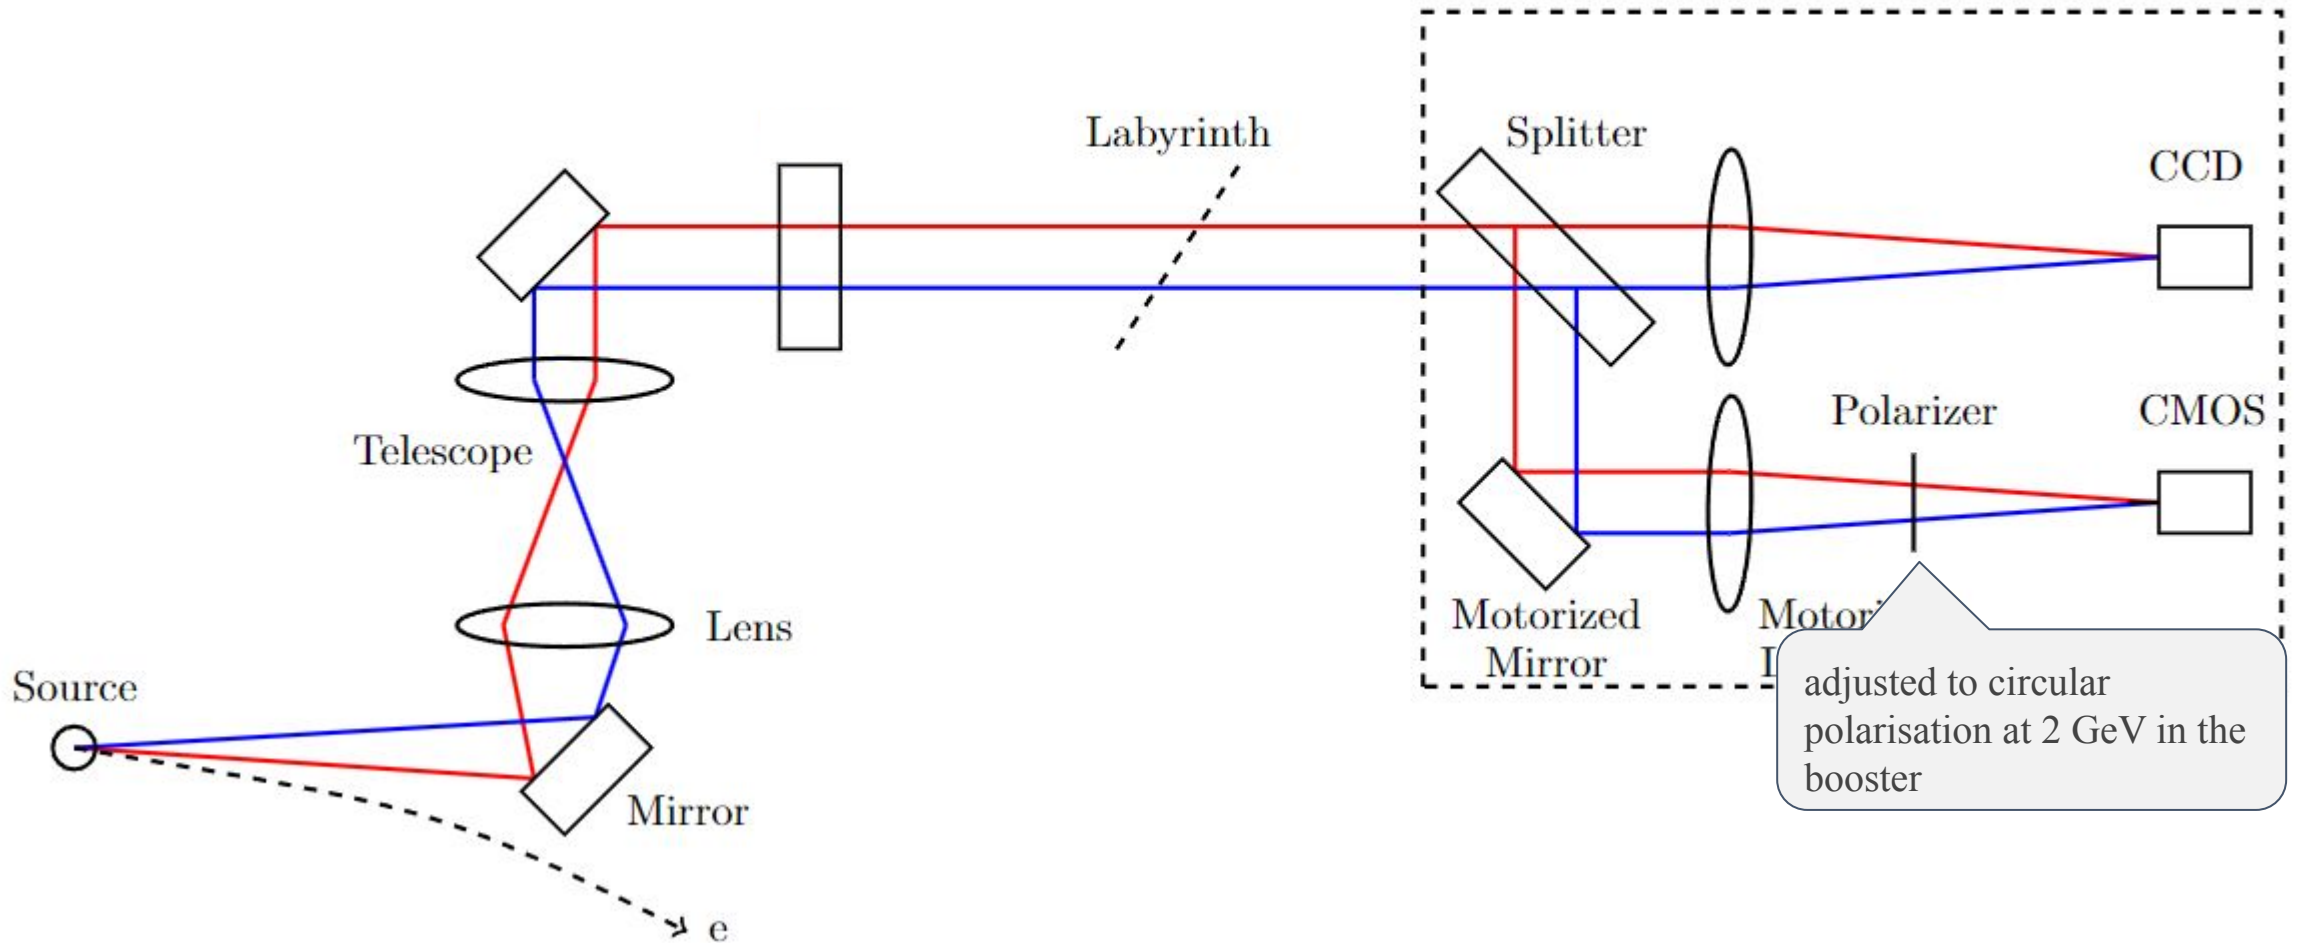 Labyrinth
Splitter
CCD
Telescope
Polarizer
CMOS
Lens
Motorized
Mirror
Source
Mirror
adjusted to circular
polarisation at 2 GeV in the
booster
e